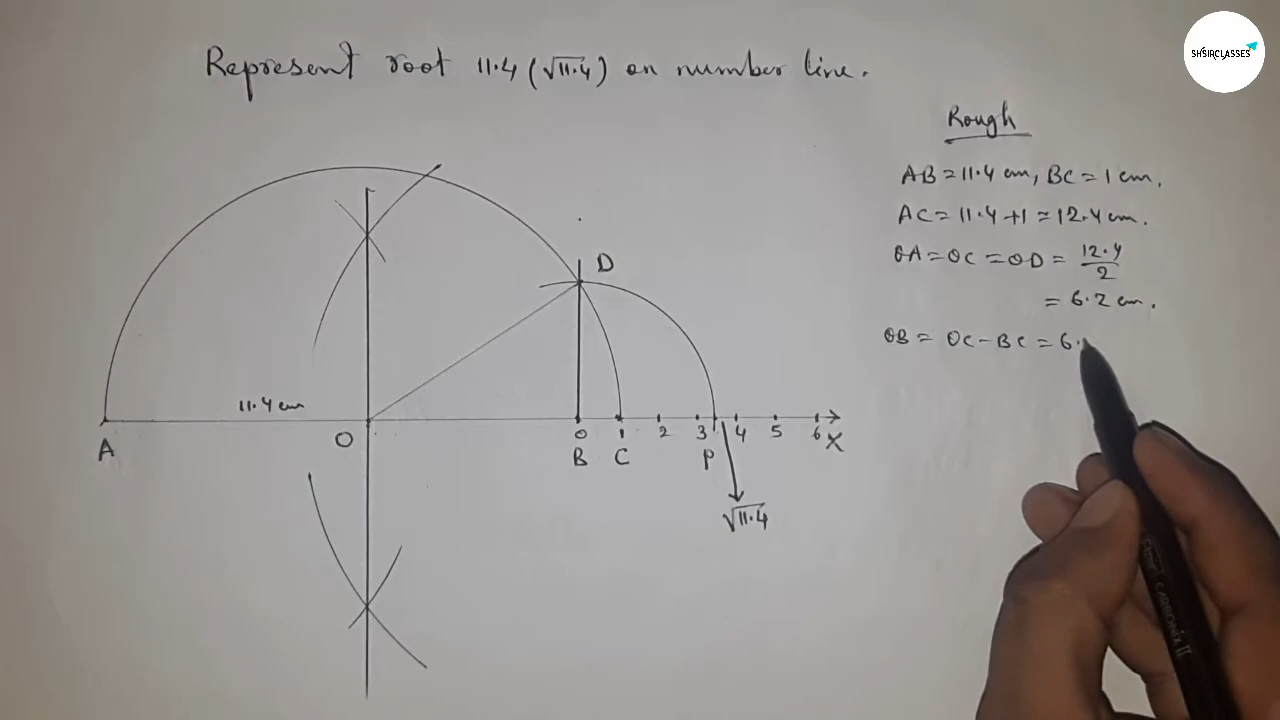 Represent root 11.4 (√11.4) on number line.
SHSIRCLASSES
Rough
AB = 11.4 cm, BC = 1 cm.
AC = 11.4 + 1 = 12.4 cm.
OA = OC = OD = 12.4/2
= 6.2 cm.
OB = OC - BC = 6.
D
11.4 cm
0 1 2 3 4 5 6 X
A O B C P
√11.4